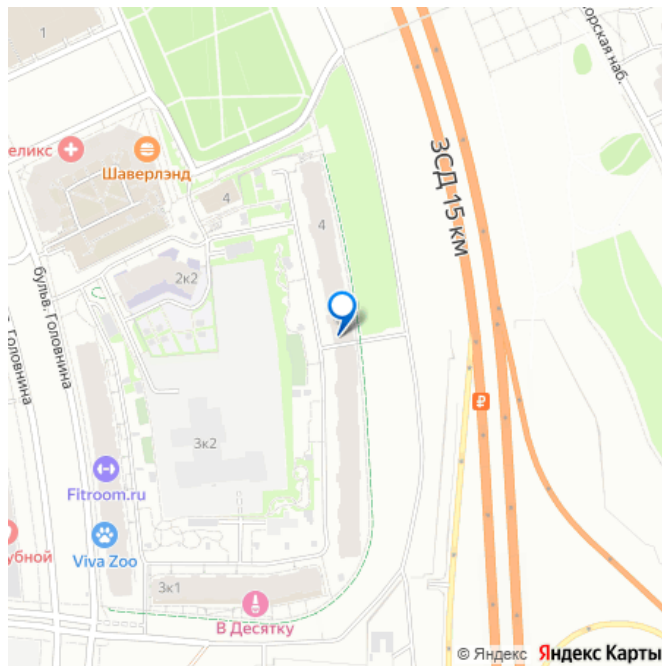 1
орская наб.
еликс
Шаверлэнд
ЗСД 15 км
4
4
2к2
бульв. Головнина
Головнина
₽
3к2
Fitroom.ru
убной
Viva Zoo
3к1
В Десятку
© Яндекс Яндекс Карты